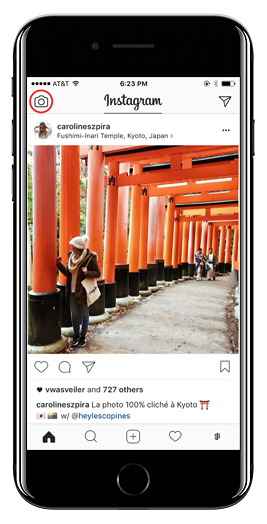 AT&T 6:23 PM
Instagram
carolineszpira
Fushimi-Inari Temple, Kyoto, Japan >
vwasveiler and 727 others
carolineszpira La photo 100% cliché à Kyoto ⛩️
🇯🇵 📸 w/ @heylescopines